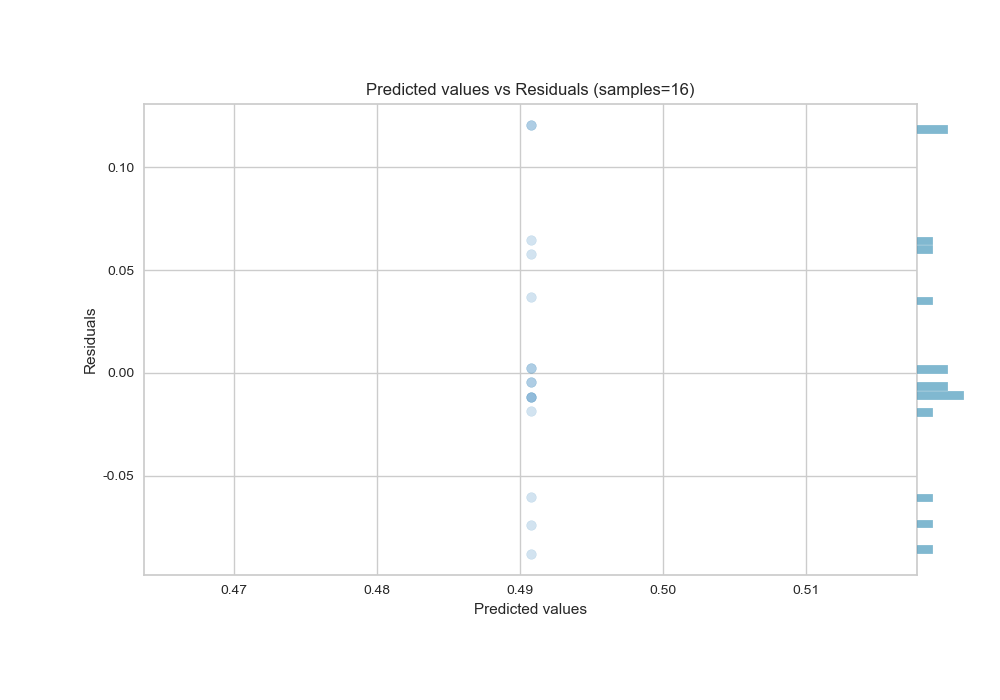 Predicted values vs Residuals (samples=16)
0.10
0.05
0.00
-0.05
Residuals
0.47 0.48 0.49 0.50 0.51
Predicted values